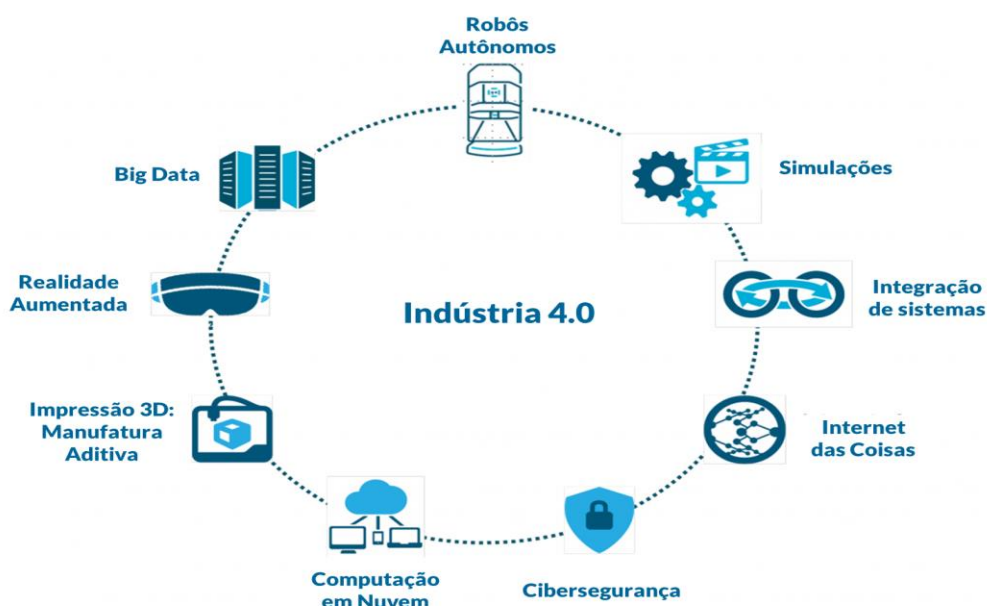 Robôs
Autônomos
Simulações
Integração
de sistemas
Internet
das Coisas
Cibersegurança
Computação
em Nuvem
Impressão 3D:
Manufatura
Aditiva
Realidade
Aumentada
Big Data
Indústria 4.0